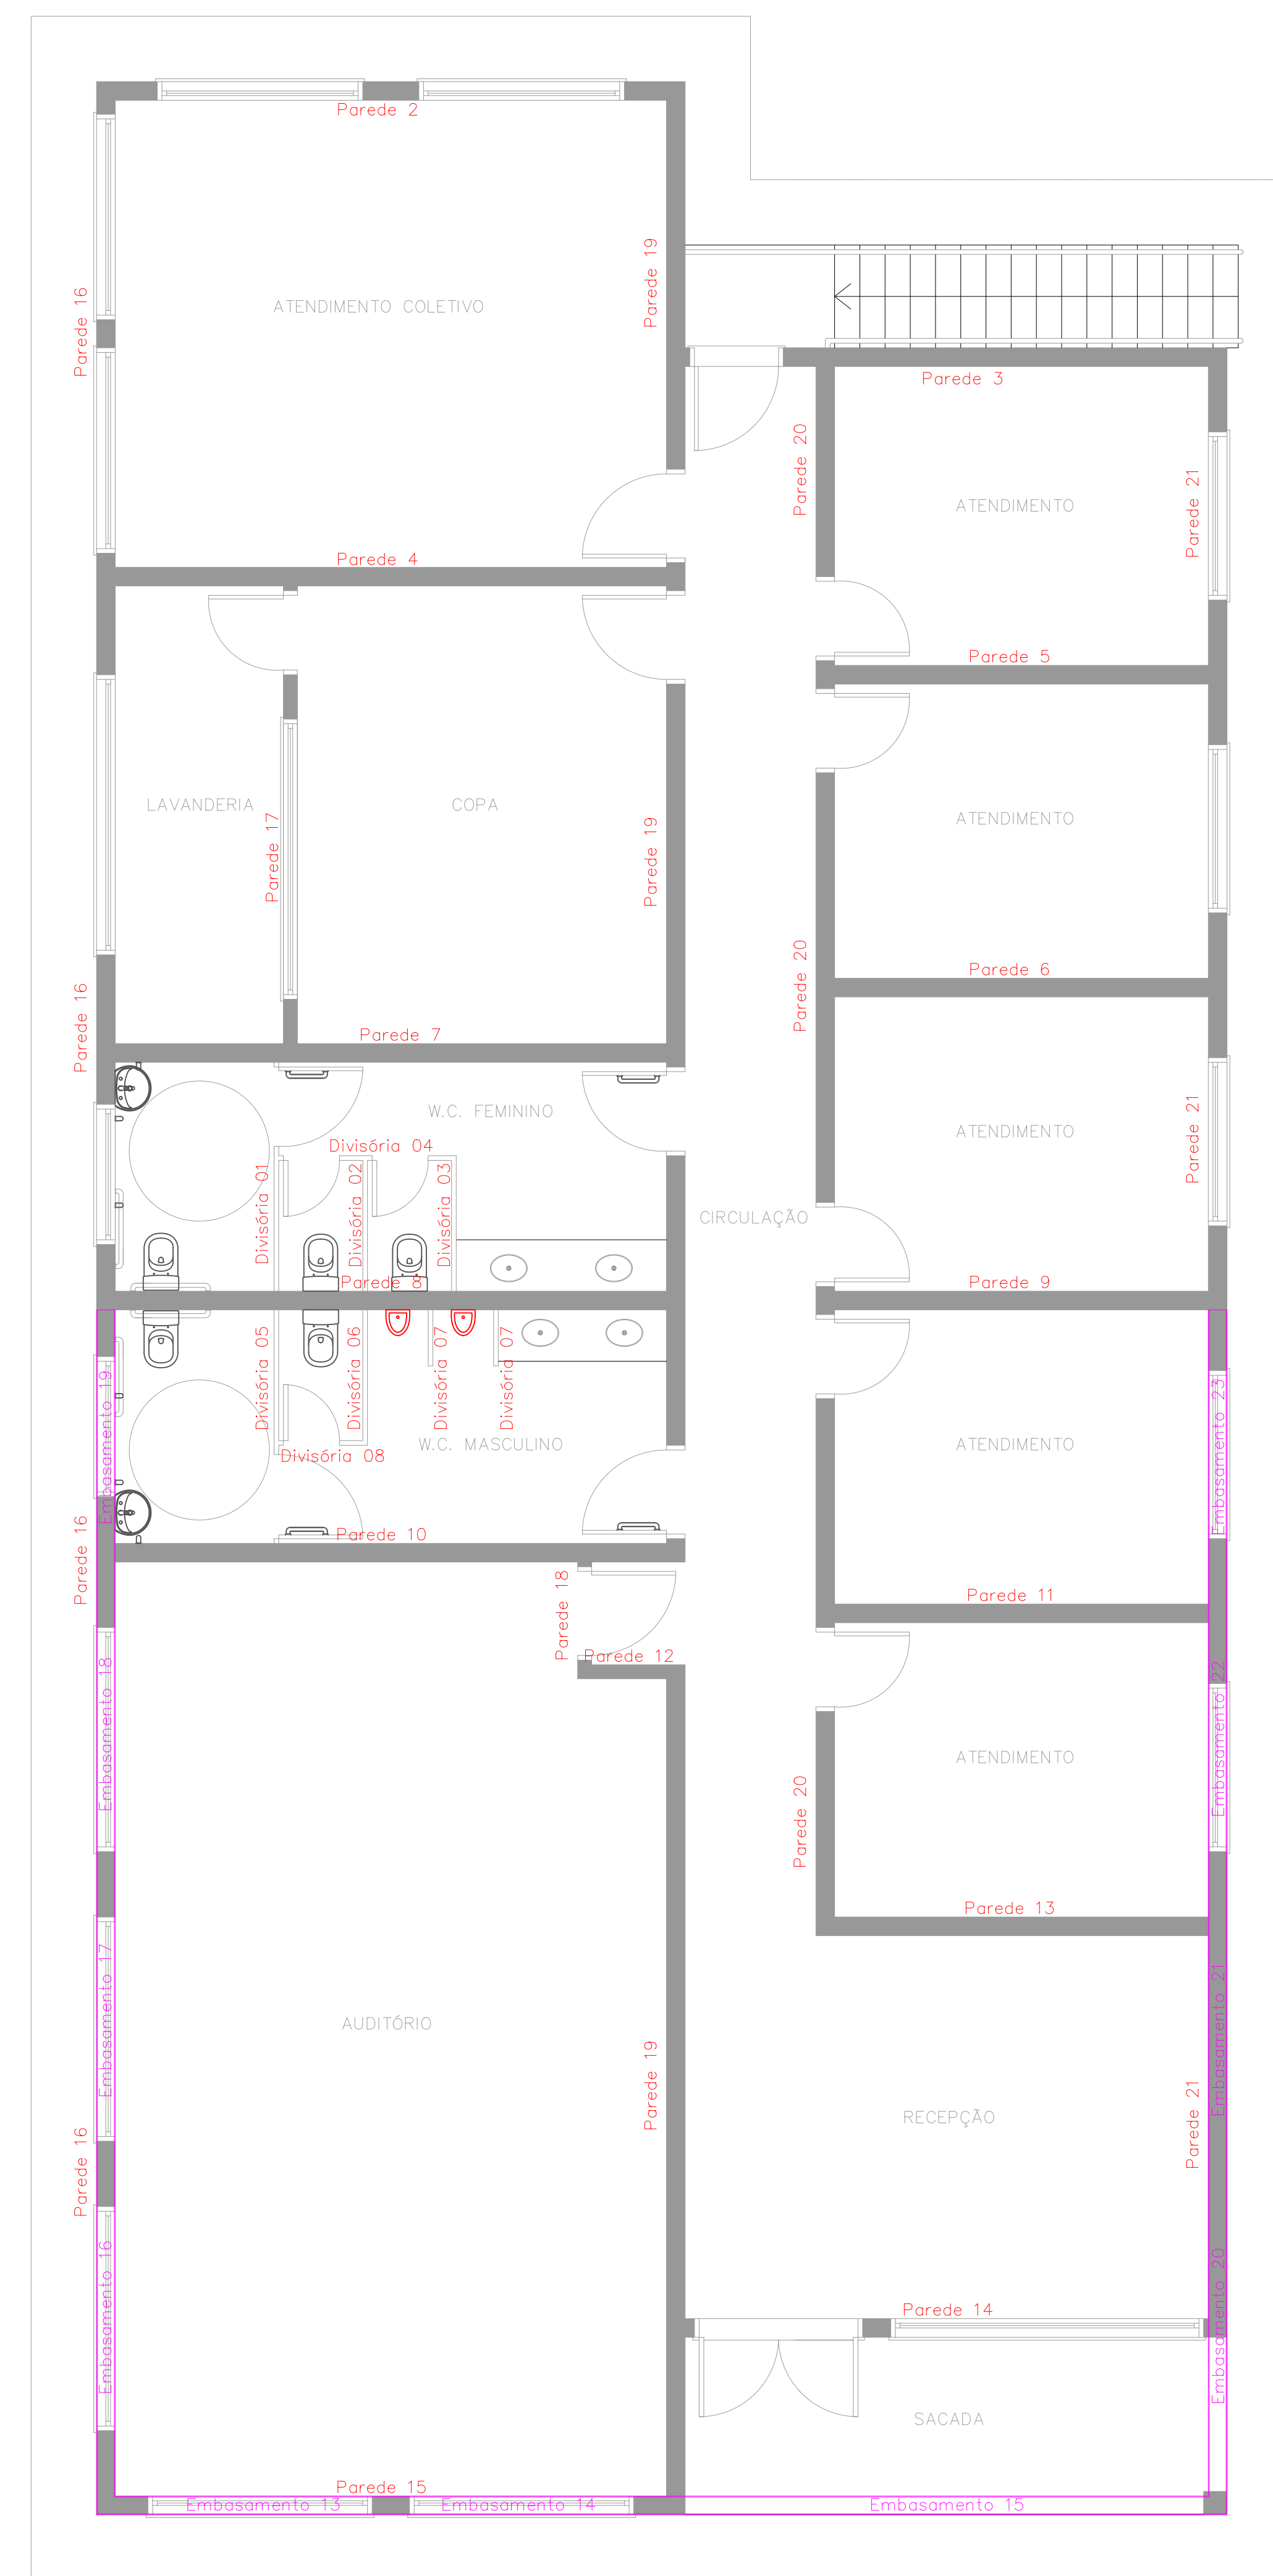 Parede 2
Parede 19
Parede 16
ATENDIMENTO COLETIVO
Parede 3
Parede 20
Parede 21
ATENDIMENTO
Parede 4
Parede 5
LAVANDERIA
COPA
Parede 17
Parede 19
ATENDIMENTO
Parede 20
Parede 6
Parede 16
Parede 7
W.C. FEMININO
ATENDIMENTO
Parede 21
Divisória 04
Divisória 01
Divisória 02
Divisória 03
CIRCULAÇÃO
Parede 8
Parede 9
Divisória 05
Divisória 06
Divisória 07
Divisória 07
Embasamento 19
Embasamento 23
W.C. MASCULINO
ATENDIMENTO
Divisória 08
Parede 10
Parede 16
Parede 18
Parede 11
Parede 12
Embasamento 18
Embasamento 22
ATENDIMENTO
Parede 20
Parede 13
Embasamento 17
Embasamento 21
AUDITÓRIO
Parede 19
RECEPÇÃO
Parede 21
Parede 16
Embasamento 16
Embasamento 20
Parede 14
SACADA
Parede 15
Embasamento 13
Embasamento 14
Embasamento 15